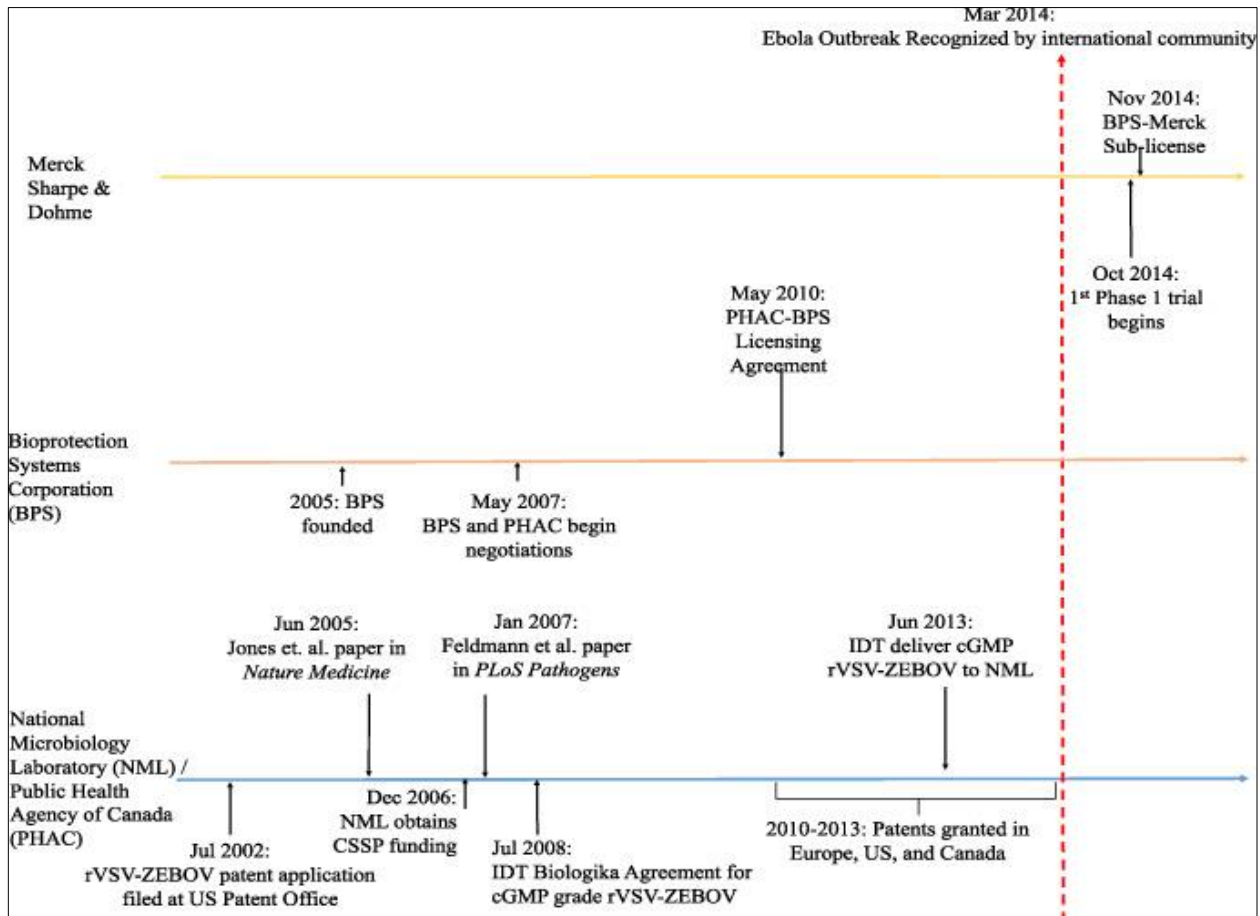 Mar 2014:
Ebola Outbreak Recognized by international community
Nov 2014:
BPS-Merck
Sub-license
Merck
Sharpe &
Dohme
Oct 2014:
1st Phase 1 trial
begins
May 2010:
PHAC-BPS
Licensing
Agreement
Bioprotection
Systems
Corporation
(BPS)
2005: BPS
founded
May 2007:
BPS and PHAC begin
negotiations
Jun 2005:
Jones et. al. paper in
Nature Medicine
Jan 2007:
Feldmann et al. paper
in PLoS Pathogens
Jun 2013:
IDT deliver cGMP
rVSV-ZEBOV to NML
National
Microbiology
Laboratory (NML) /
Public Health
Agency of Canada
(PHAC)
Jul 2002:
rVSV-ZEBOV patent application
filed at US Patent Office
Dec 2006:
NML obtains
CSSP funding
Jul 2008:
IDT Biologika Agreement for
cGMP grade rVSV-ZEBOV
2010-2013: Patents granted in
Europe, US, and Canada